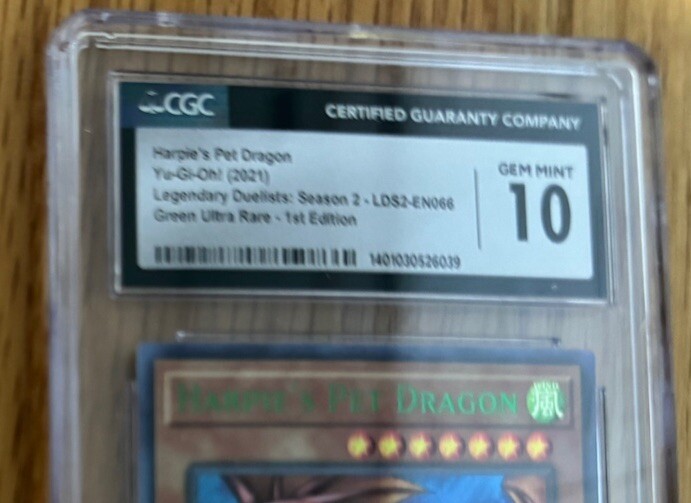 CGC
CERTIFIED GUARANTY COMPANY
Harpie's Pet Dragon
Yu-Gi-Oh! (2021)
Legendary Duelists: Season 2 - LDS2-EN066
Green Ultra Rare - 1st Edition
1401030526039
GEM MINT
10
HARPIE'S PET DRAGON 風